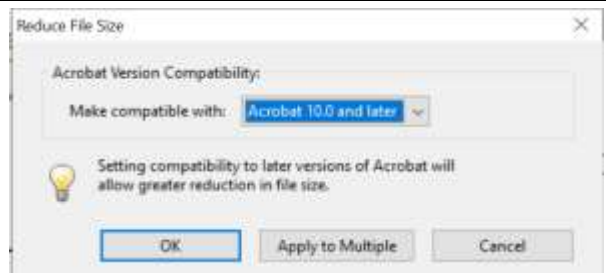 Reduce File Size
Acrobat Version Compatibility:
Make compatible with: Acrobat 10.0 and later
Setting compatibility to later versions of Acrobat will
allow greater reduction in file size.
OK Apply to Multiple Cancel